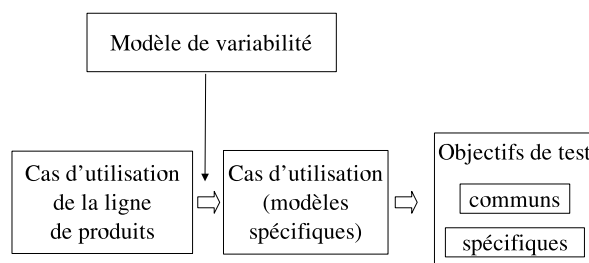 Modèle de variabilité
Cas d'utilisation
de la ligne
de produits
Cas d'utilisation
(modèles
spécifiques)
Objectifs de test
communs
spécifiques